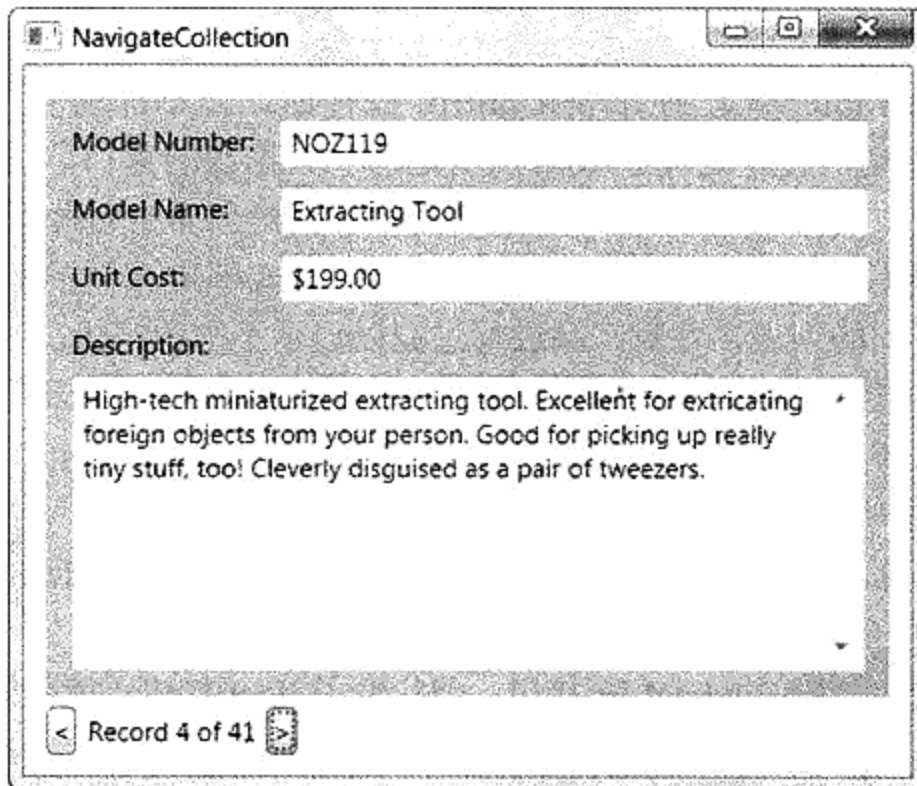 NavigateCollection
Model Number: NOZ119
Model Name: Extracting Tool
Unit Cost: $199.00
Description:
High-tech miniaturized extracting tool. Excellent for extricating
foreign objects from your person. Good for picking up really
tiny stuff, too! Cleverly disguised as a pair of tweezers.
< Record 4 of 41 >